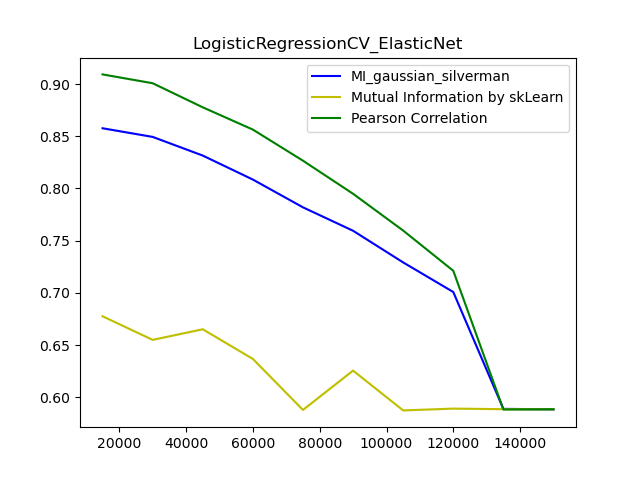 LogisticRegressionCV_ElasticNet
MI_gaussian_silverman
Mutual Information by skLearn
Pearson Correlation
0.90
0.85
0.80
0.75
0.70
0.65
0.60
20000 40000 60000 80000 100000 120000 140000